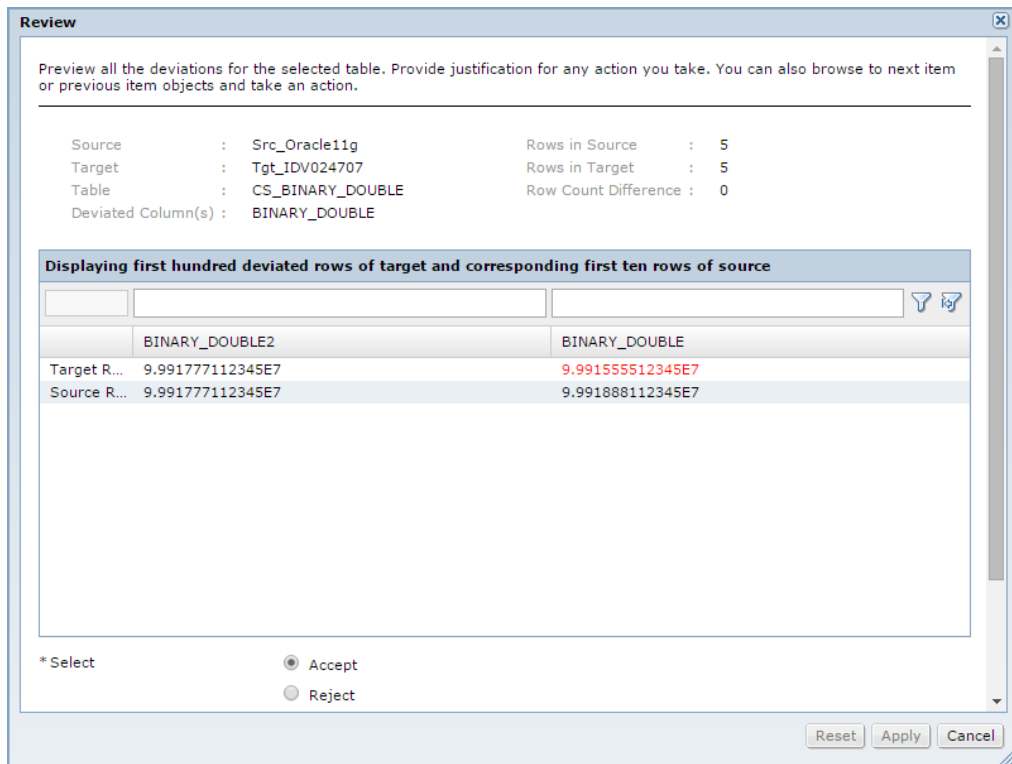 Review
Preview all the deviations for the selected table. Provide justification for any action you take. You can also browse to next item
or previous item objects and take an action.
Source : Src_Oracle11g Rows in Source : 5
Target : Tgt_IDV024707 Rows in Target : 5
Table : CS_BINARY_DOUBLE Row Count Difference : 0
Deviated Column(s) : BINARY_DOUBLE
Displaying first hundred deviated rows of target and corresponding first ten rows of source
BINARY_DOUBLE2 BINARY_DOUBLE
Target R... 9.991777112345E7 9.991555512345E7
Source R... 9.991777112345E7 9.991888112345E7
* Select Accept
Reject
Reset Apply Cancel